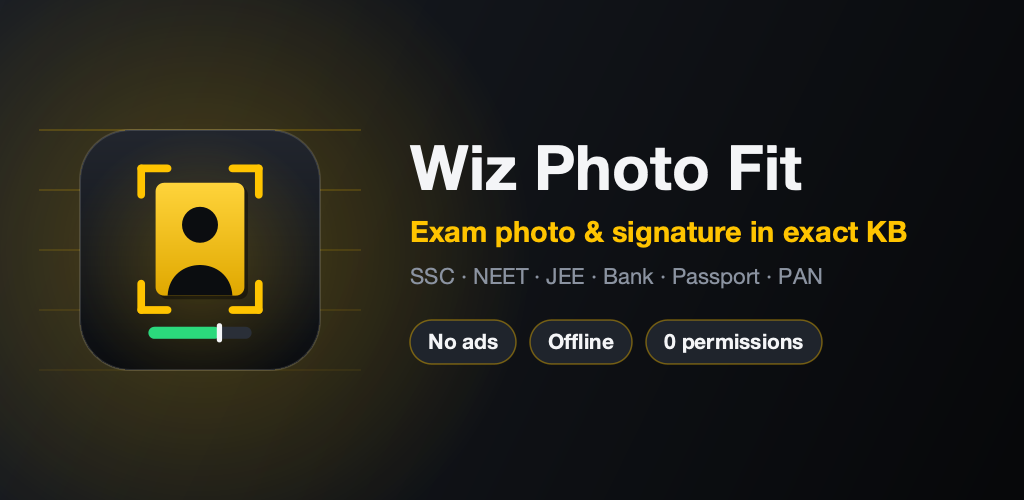 Wiz Photo Fit
Exam photo & signature in exact KB
SSC · NEET · JEE · Bank · Passport · PAN
No ads
Offline
0 permissions